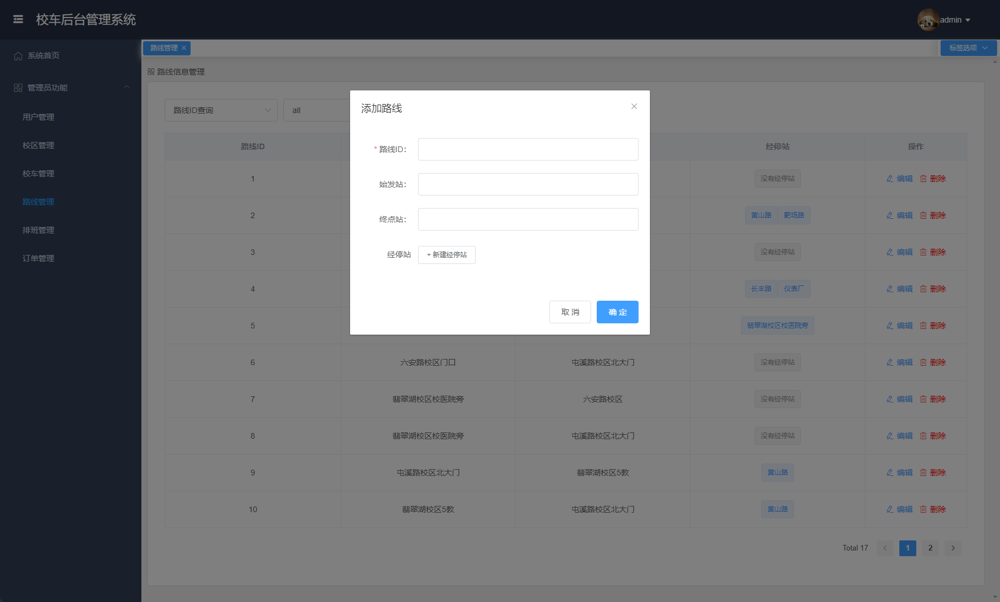 校车后台管理系统
admin
系统首页
管理员功能
用户管理
校区管理
校车管理
路线管理
排班管理
订单管理
路线管理
标签选项
路线信息管理
路线ID查询
all
添加路线
* 路线ID：
始发站：
终点站：
经停站
+ 新建经停站
取 消
确 定
路线ID 经停站 操作
1 没有经停站 编辑 删除
2 黄山路 靶场路 编辑 删除
3 没有经停站 编辑 删除
4 长丰路 仪表厂 编辑 删除
5 翡翠湖校区校医院旁 编辑 删除
6 六安路校区门口 屯溪路校区北大门 没有经停站 编辑 删除
7 翡翠湖校区校医院旁 六安路校区 没有经停站 编辑 删除
8 翡翠湖校区校医院旁 屯溪路校区北大门 没有经停站 编辑 删除
9 屯溪路校区北大门 翡翠湖校区5教 黄山路 编辑 删除
10 翡翠湖校区5教 屯溪路校区北大门 黄山路 编辑 删除
Total 17 1 2